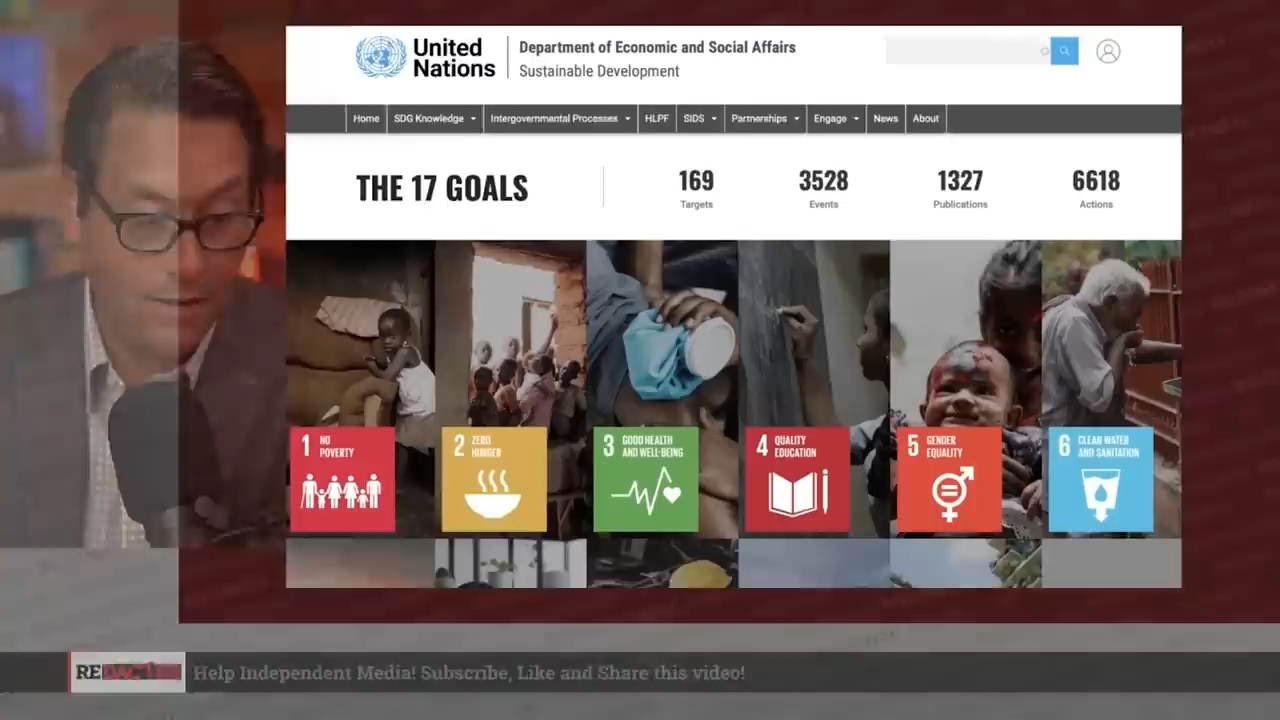 United
Nations
Department of Economic and Social Affairs
Sustainable Development
Home SDG Knowledge Intergovernmental Processes HLPF SIDS Partnerships Engage News About
THE 17 GOALS
169
Targets
3528
Events
1327
Publications
6618
Actions
1 NO
POVERTY
2 ZERO
HUNGER
3 GOOD HEALTH
AND WELL-BEING
4 QUALITY
EDUCATION
5 GENDER
EQUALITY
6 CLEAN WATER
AND SANITATION
REDACTED Help Independent Media! Subscribe, Like and Share this video!